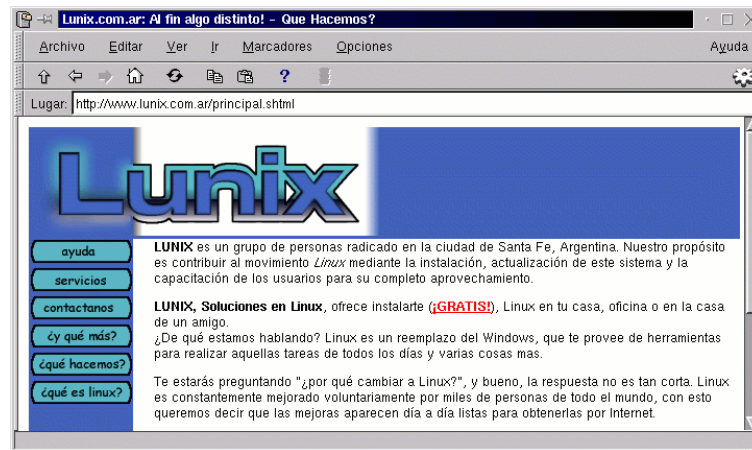 Lunix.com.ar: Al fin algo distinto! - Que Hacemos?
Archivo Editar Ver Ir Marcadores Opciones Ayuda
?
Lugar: http://www.lunix.com.ar/principal.shtml
Lunix
ayuda
servicios
contactanos
¿y qué más?
¿qué hacemos?
¿qué es linux?
LUNIX es un grupo de personas radicado en la ciudad de Santa Fe, Argentina. Nuestro propósito
es contribuir al movimiento Linux mediante la instalación, actualización de este sistema y la
capacitación de los usuarios para su completo aprovechamiento.
LUNIX, Soluciones en Linux, ofrece instalarte (¡GRATIS!), Linux en tu casa, oficina o en la casa
de un amigo.
¿De qué estamos hablando? Linux es un reemplazo del Windows, que te provee de herramientas
para realizar aquellas tareas de todos los días y varias cosas mas.
Te estarás preguntando "¿por qué cambiar a Linux?", y bueno, la respuesta no es tan corta. Linux
es constantemente mejorado voluntariamente por miles de personas de todo el mundo, con esto
queremos decir que las mejoras aparecen día a día listas para obtenerlas por Internet.